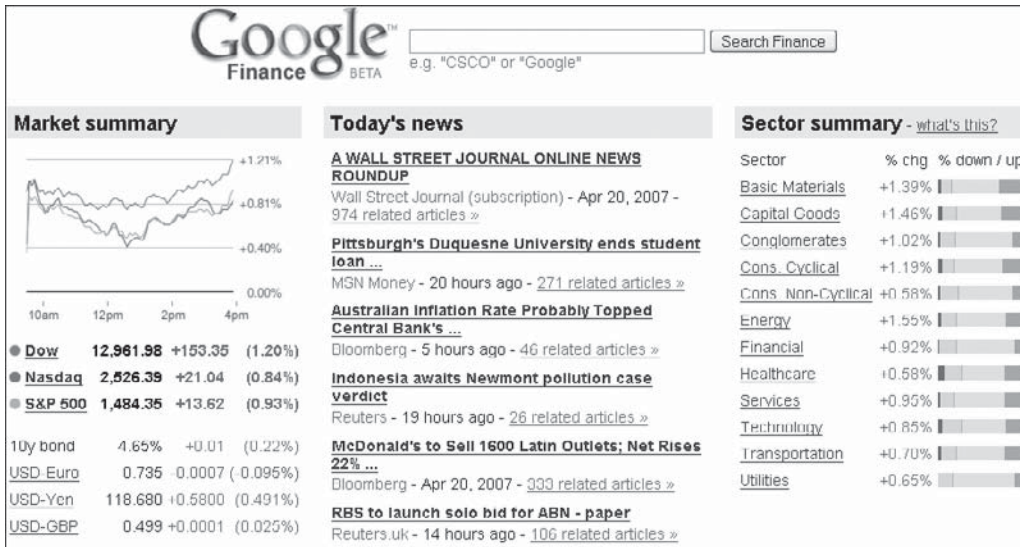 Google™
Finance BETA
Search Finance
e.g. "CSCO" or "Google"
Market summary
+1.21%
+0.81%
+0.40%
0.00%
10am 12pm 2pm 4pm
Dow 12,961.98 +153.35 (1.20%)
Nasdaq 2,526.39 +21.04 (0.84%)
S&P 500 1,484.35 +13.62 (0.93%)
10y bond 4.65% +0.01 (0.22%)
USD-Euro 0.735 -0.0007 (-0.095%)
USD-Yen 118.680 +0.5800 (0.491%)
USD-GBP 0.499 +0.0001 (0.025%)
Today's news
A WALL STREET JOURNAL ONLINE NEWS
ROUNDUP
Wall Street Journal (subscription) - Apr 20, 2007 -
974 related articles »
Pittsburgh's Duquesne University ends student
loan ...
MSN Money - 20 hours ago - 271 related articles »
Australian Inflation Rate Probably Topped
Central Bank's ...
Bloomberg - 5 hours ago - 46 related articles »
Indonesia awaits Newmont pollution case
verdict
Reuters - 19 hours ago - 26 related articles »
McDonald's to Sell 1600 Latin Outlets; Net Rises
22% ...
Bloomberg - Apr 20, 2007 - 333 related articles »
RBS to launch solo bid for ABN - paper
Reuters.uk - 14 hours ago - 106 related articles »
Sector summary - what's this?
Sector % chg % down / up
Basic Materials +1.39%
Capital Goods +1.46%
Conglomerates +1.02%
Cons. Cyclical +1.19%
Cons. Non-Cyclical +0.58%
Energy +1.55%
Financial +0.92%
Healthcare +0.58%
Services +0.95%
Technology +0.85%
Transportation +0.70%
Utilities +0.65%